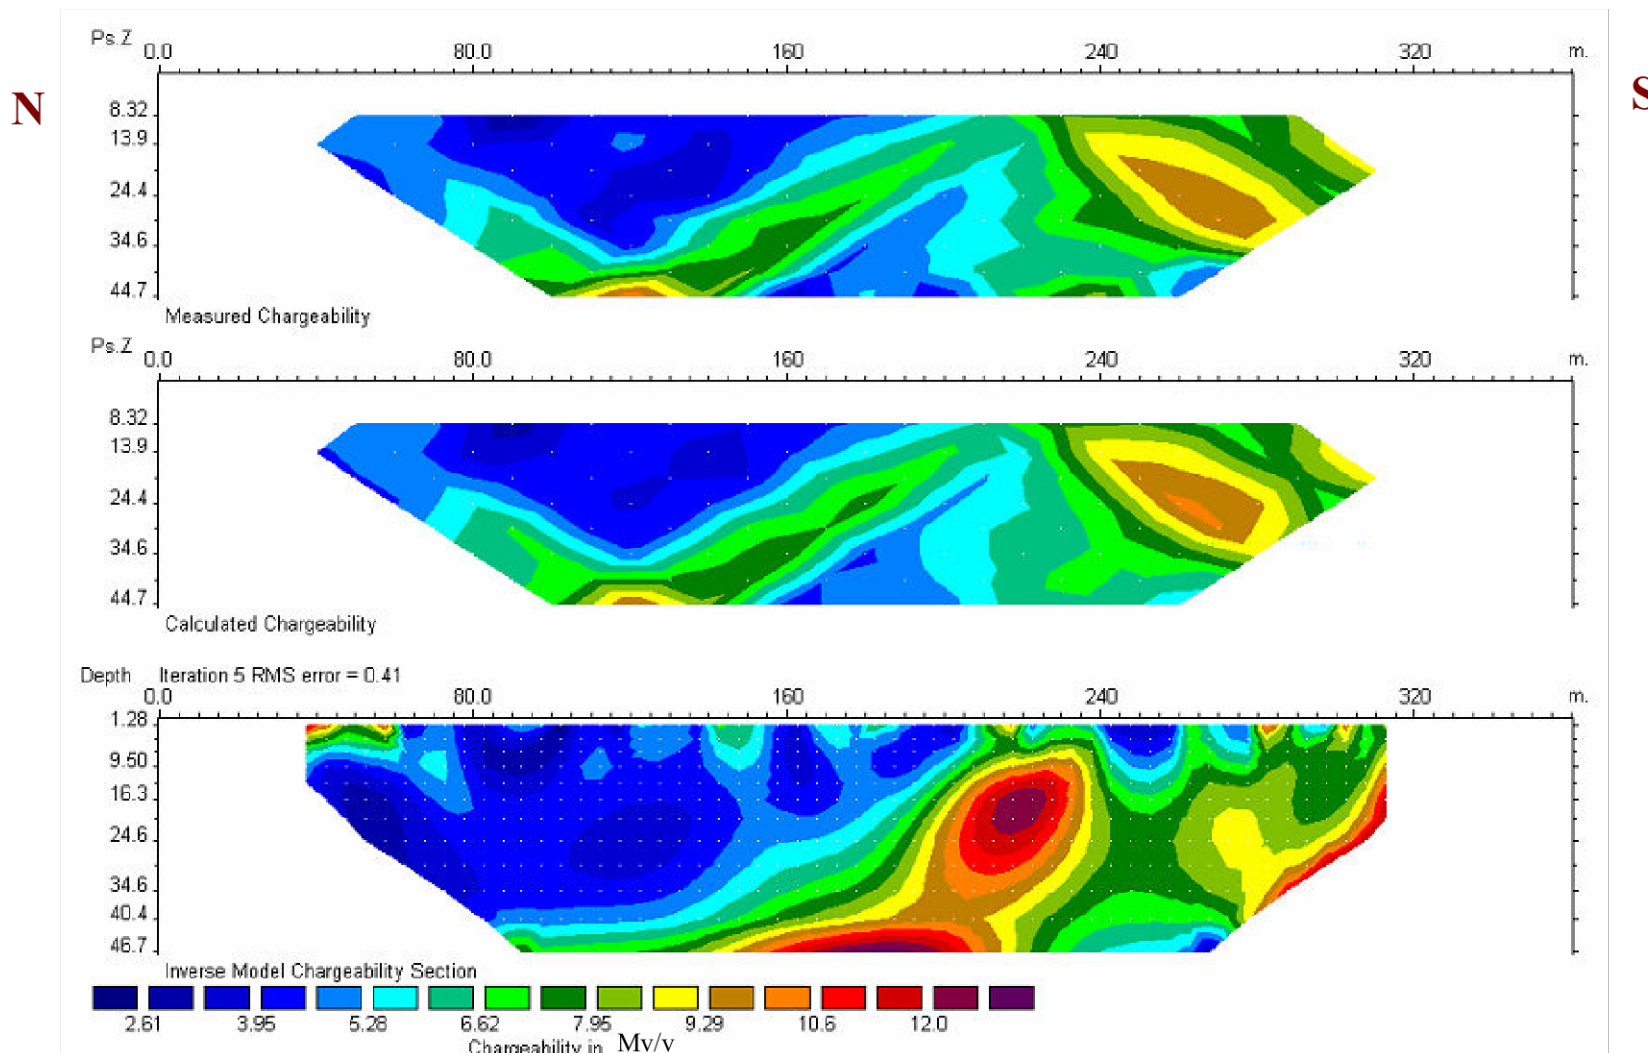 Ps.Z 0.0 80.0 160 240 320 m.
N S
8.32
13.9
24.4
34.6
44.7
Measured Chargeability
Ps.Z 0.0 80.0 160 240 320 m.
8.32
13.9
24.4
34.6
44.7
Calculated Chargeability
Depth Iteration 5 RMS error = 0.41
0.0 80.0 160 240 320 m.
1.28
9.50
16.3
24.6
34.6
40.4
46.7
Inverse Model Chargeability Section
2.61 3.95 5.28 6.62 7.95 9.29 10.6 12.0
Chargeability in Mv/v